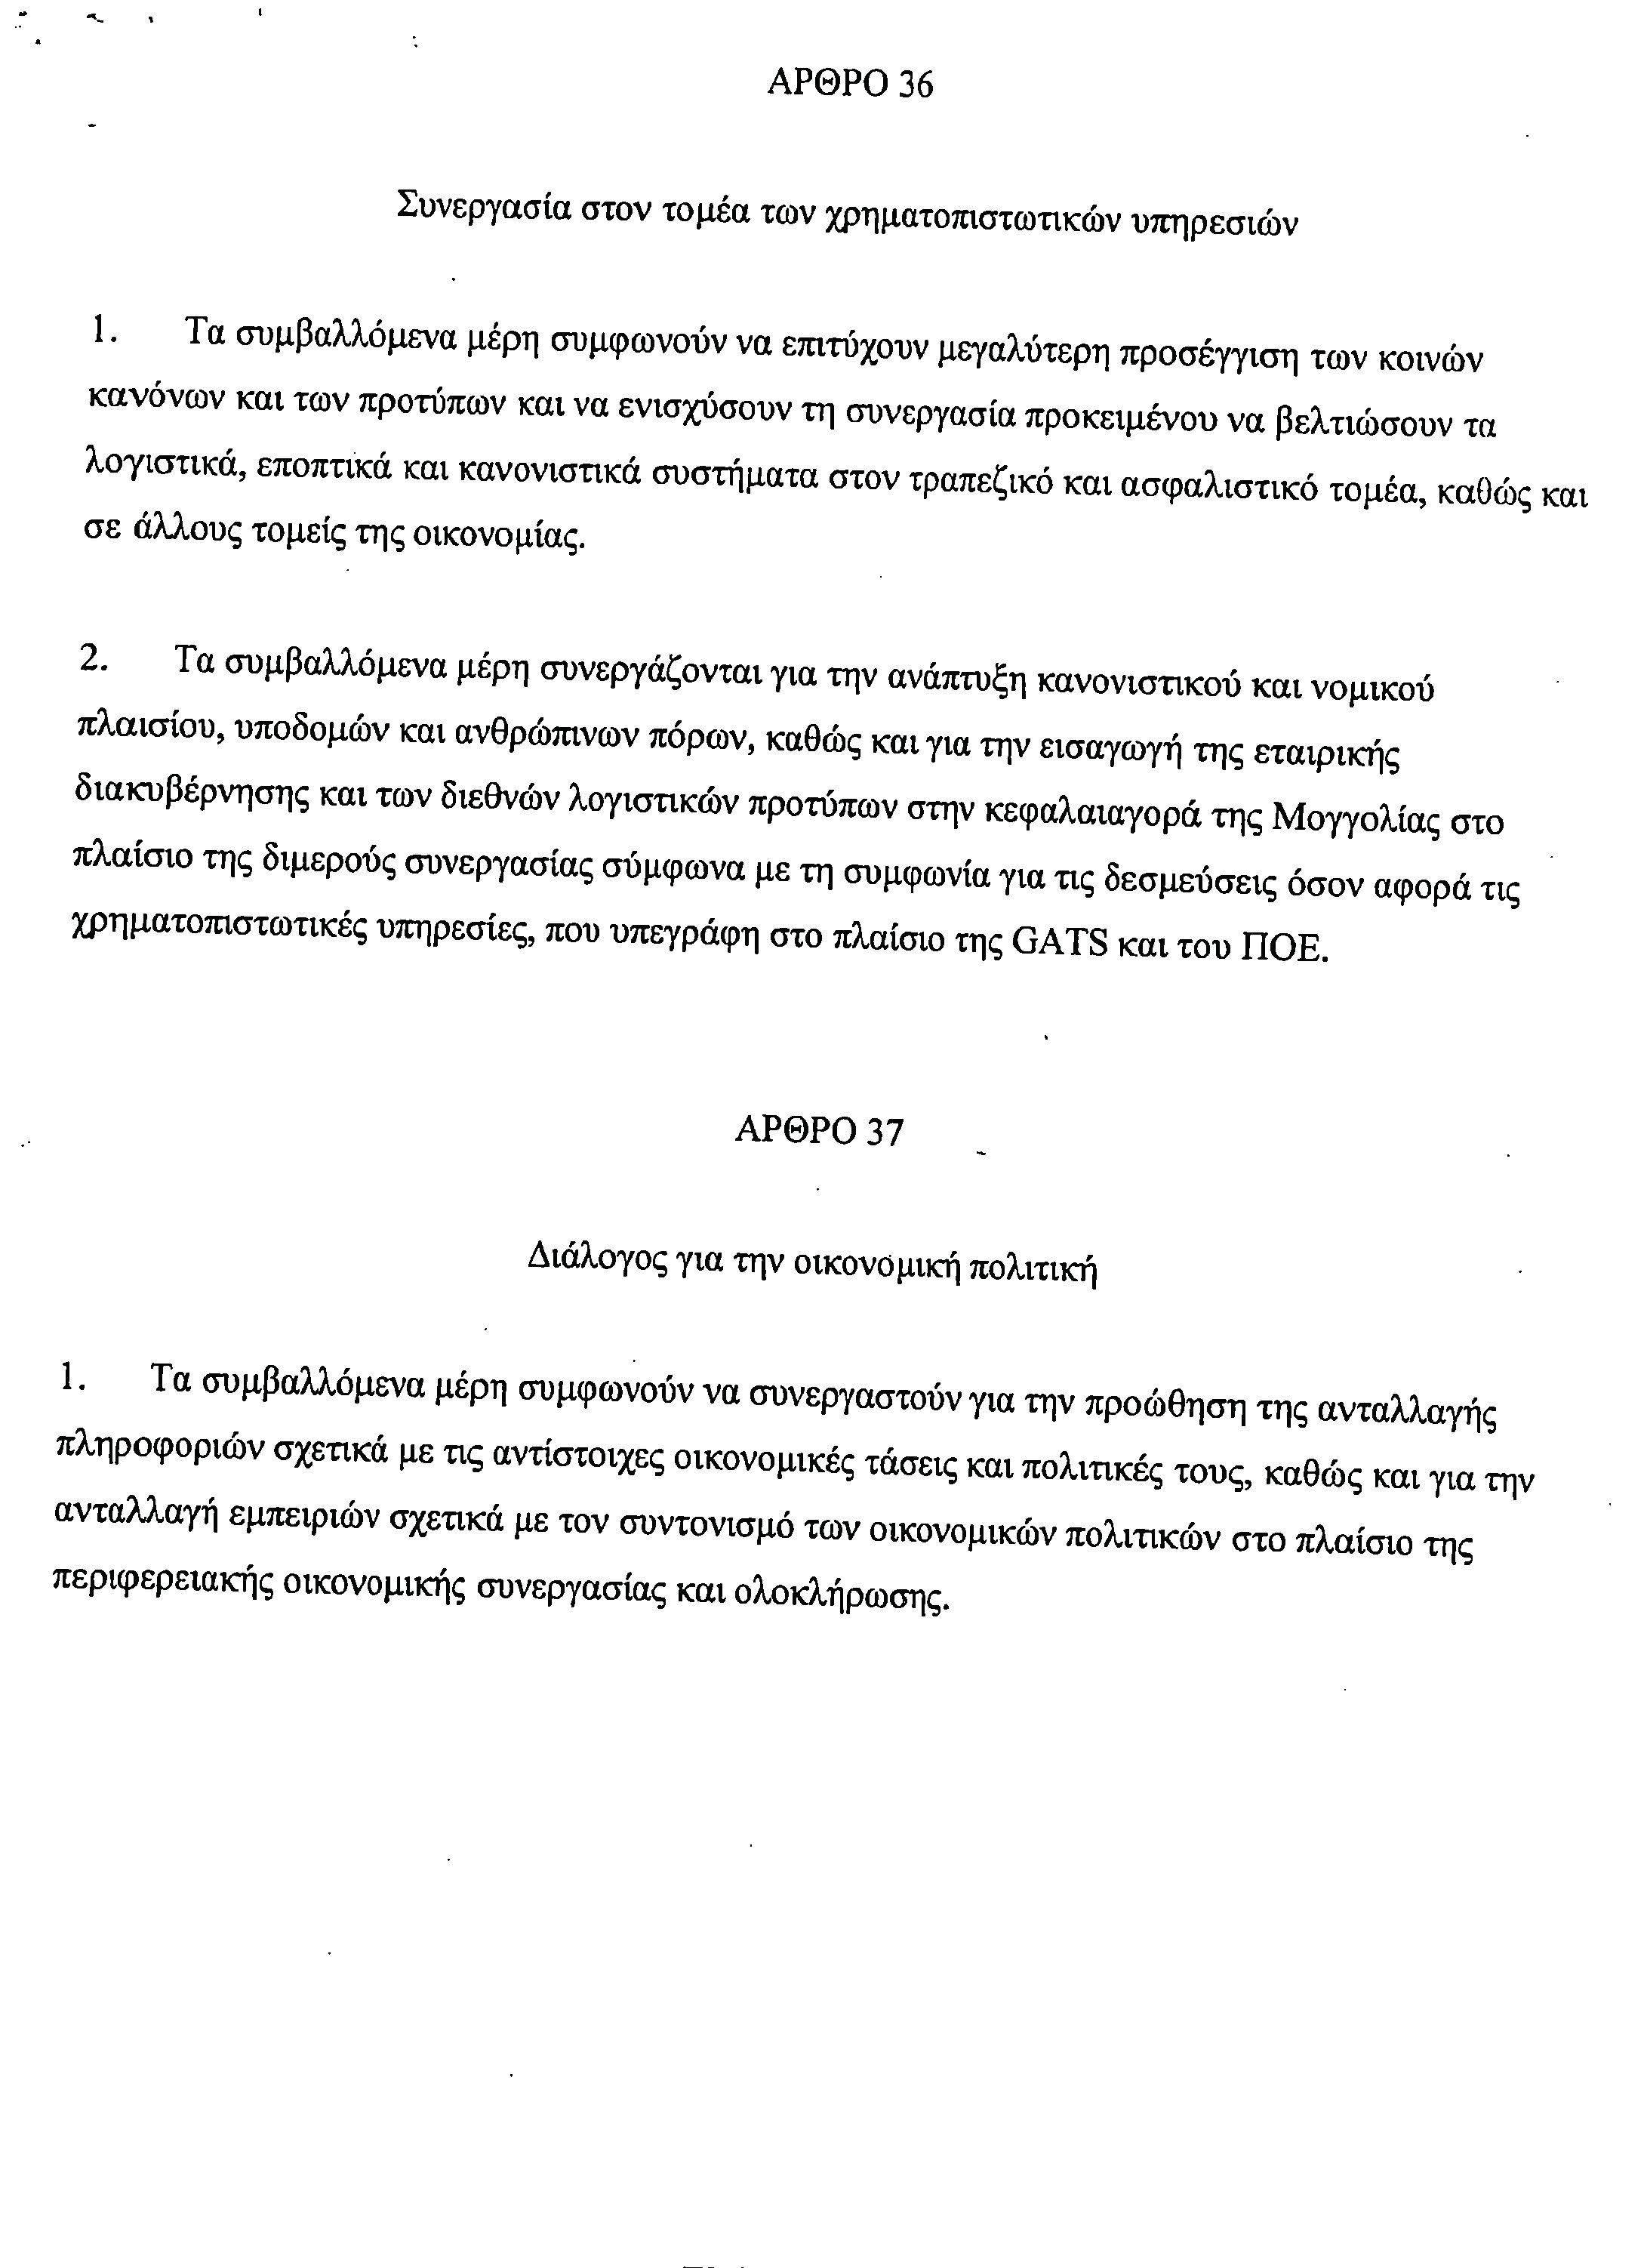 ΑΡΘΡΟ 36
Συνεργασία στον τομέα των χρηματοπιστωτικών υπηρεσιών
1. Τα συμβαλλόμενα μέρη συμφωνούν να επιτύχουν μεγαλύτερη προσέγγιση των κοινών
κανόνων και των προτύπων και να ενισχύσουν τη συνεργασία προκειμένου να βελτιώσουν τα
λογιστικά, εποπτικά και κανονιστικά συστήματα στον τραπεζικό και ασφαλιστικό τομέα, καθώς και
σε άλλους τομείς της οικονομίας.
2. Τα συμβαλλόμενα μέρη συνεργάζονται για την ανάπτυξη κανονιστικού και νομικού
πλαισίου, υποδομών και ανθρώπινων πόρων, καθώς και για την εισαγωγή της εταιρικής
διακυβέρνησης και των διεθνών λογιστικών προτύπων στην κεφαλαιαγορά της Μογγολίας στο
πλαίσιο της διμερούς συνεργασίας σύμφωνα με τη συμφωνία για τις δεσμεύσεις όσον αφορά τις
χρηματοπιστωτικές υπηρεσίες, που υπεγράφη στο πλαίσιο της GATS και του ΠΟΕ.
ΑΡΘΡΟ 37
Διάλογος για την οικονομική πολιτική
1. Τα συμβαλλόμενα μέρη συμφωνούν να συνεργαστούν για την προώθηση της ανταλλαγής
πληροφοριών σχετικά με τις αντίστοιχες οικονομικές τάσεις και πολιτικές τους, καθώς και για την
ανταλλαγή εμπειριών σχετικά με τον συντονισμό των οικονομικών πολιτικών στο πλαίσιο της
περιφερειακής οικονομικής συνεργασίας και ολοκλήρωσης.